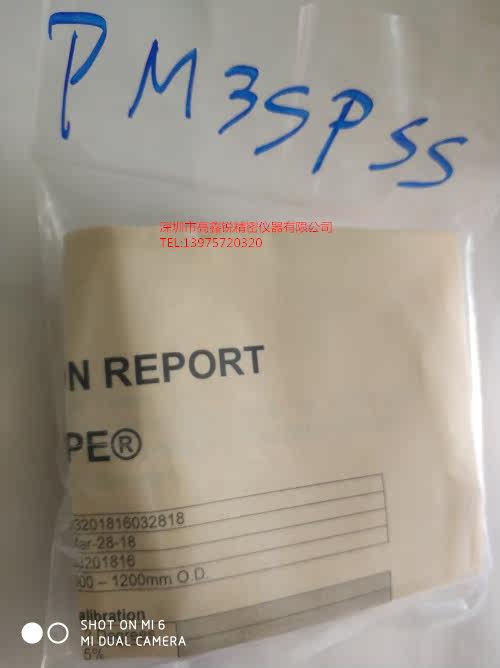 PM3SPSS
深圳市高鑫锐精密仪器有限公司
TEL:13975720320
N REPORT
PE®
3201816032818
Mar-28-18
3201816
900 – 1200mm O.D.
alibration
5%
SHOT ON MI 6
MI DUAL CAMERA